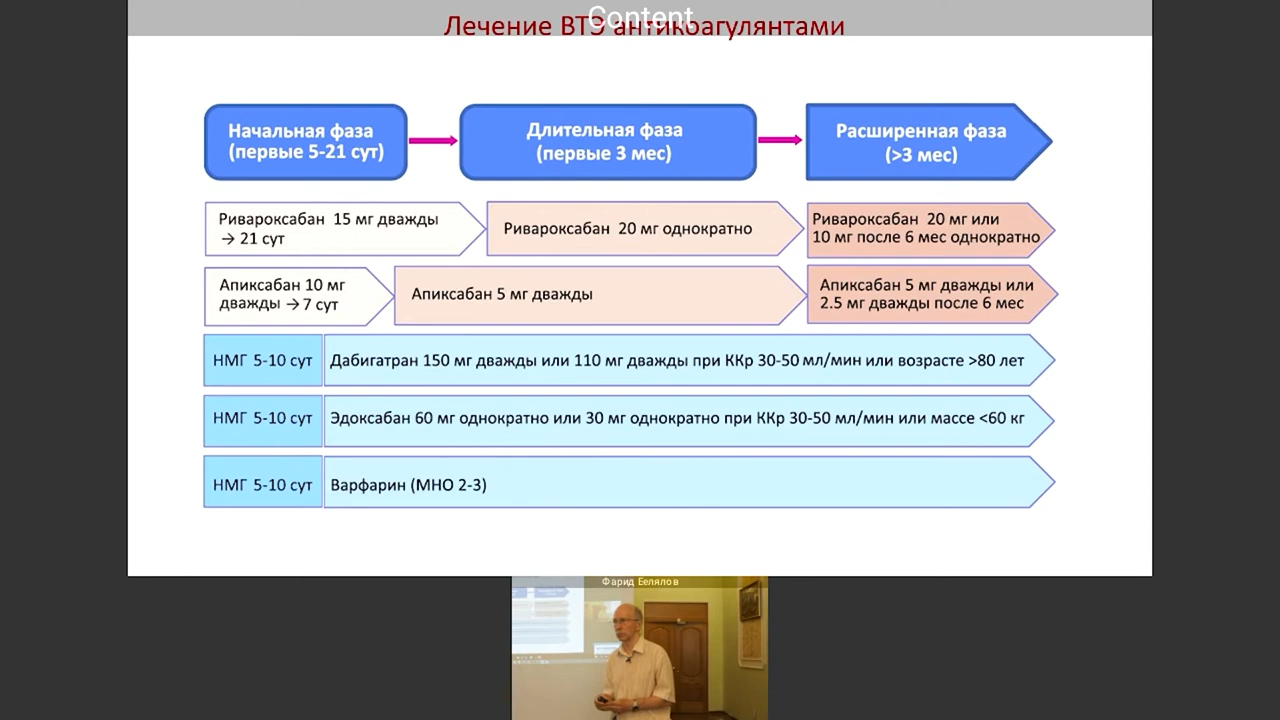 Content
Лечение ВТЭ антикоагулянтами
Начальная фаза
(первые 5-21 сут)
Длительная фаза
(первые 3 мес)
Расширенная фаза
(>3 мес)
Ривароксабан 15 мг дважды
→ 21 сут
Ривароксабан 20 мг однократно
Ривароксабан 20 мг или
10 мг после 6 мес однократно
Апиксабан 10 мг
дважды →7 сут
Апиксабан 5 мг дважды
Апиксабан 5 мг дважды или
2.5 мг дважды после 6 мес
НМГ 5-10 сут
Дабигатран 150 мг дважды или 110 мг дважды при ККр 30-50 мл/мин или возрасте >80 лет
НМГ 5-10 сут
Эдоксабан 60 мг однократно или 30 мг однократно при ККр 30-50 мл/мин или массе <60 кг
НМГ 5-10 сут
Варфарин (МНО 2-3)
Фарид Белялов